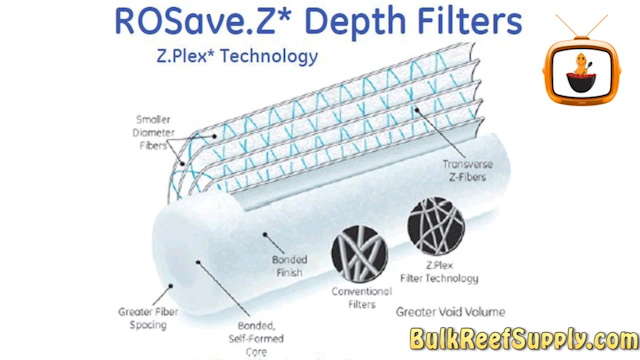 ROSave.Z* Depth Filters
Z.Plex* Technology
Smaller
Diameter
Fibers
Transverse
Z-Fibers
Bonded
Finish
Z.Plex
Filter Technology
Conventional
Filters
Greater Fiber
Spacing
Greater Void Volume
Bonded,
Self-Formed
Core
BulkReefSupply.com